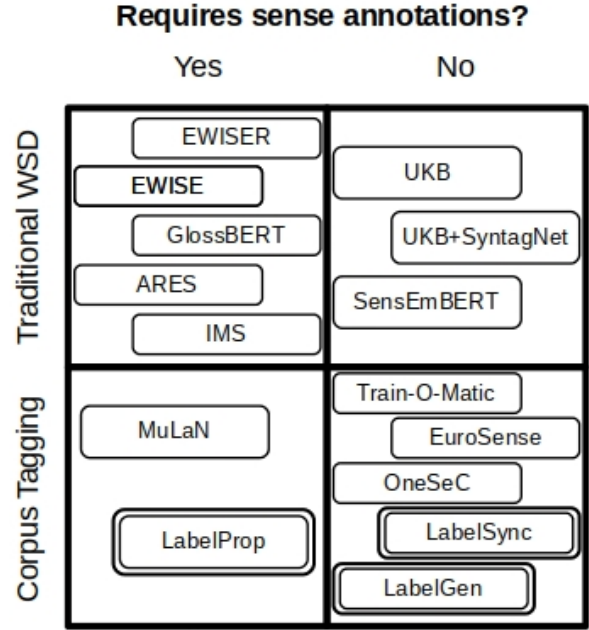 Requires sense annotations?
Yes
No
Traditional WSD
EWISER
EWISE
GlossBERT
ARES
IMS
UKB
UKB+SyntagNet
SensEmBERT
Corpus Tagging
MuLaN
LabelProp
Train-O-Matic
EuroSense
OneSeC
LabelSync
LabelGen